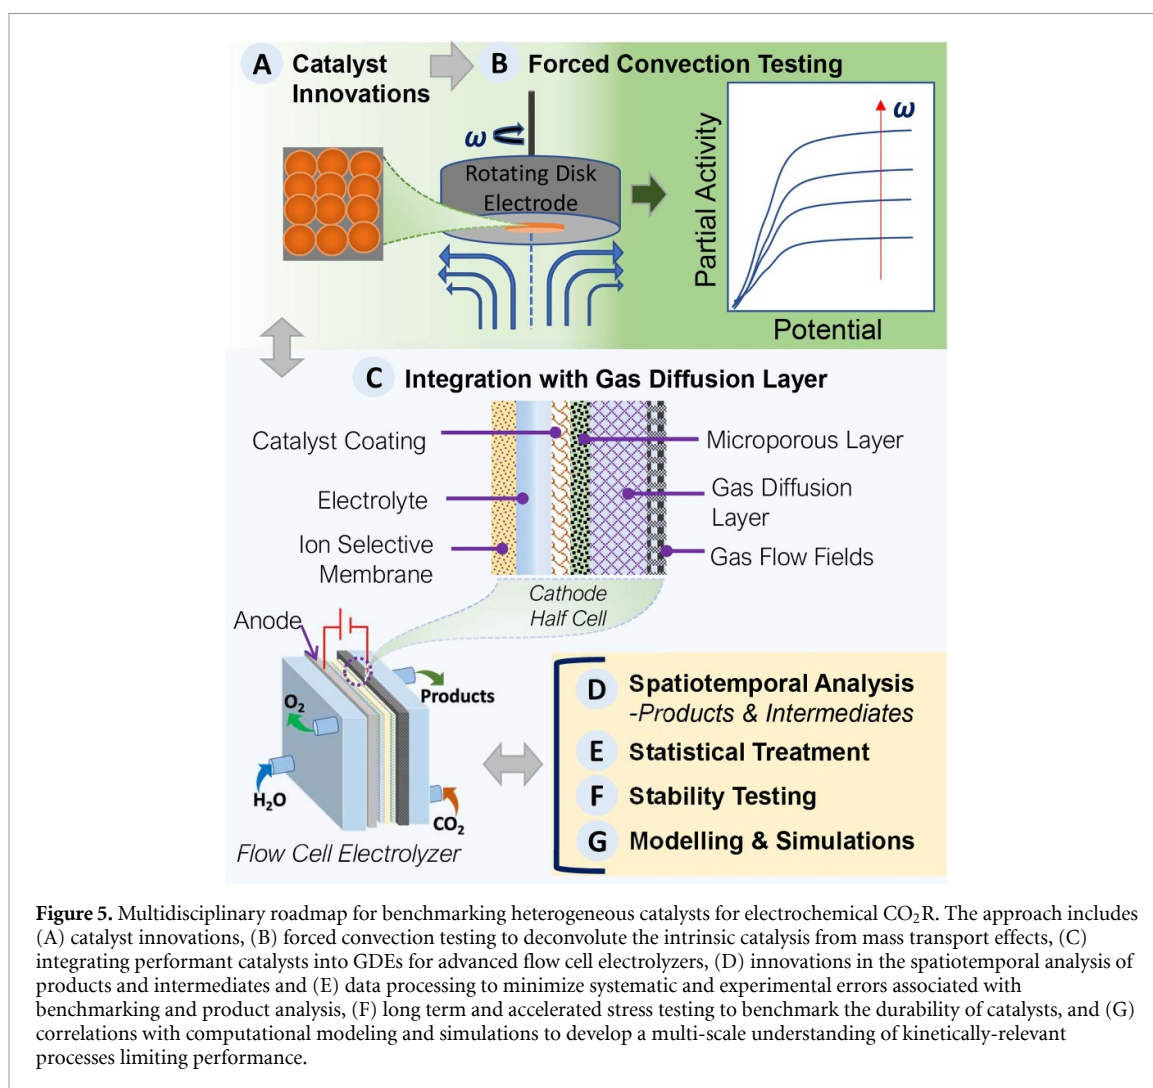 A Catalyst Innovations
B Forced Convection Testing
ω
Rotating Disk
Electrode
Partial Activity
ω
Potential
C Integration with Gas Diffusion Layer
Catalyst Coating
Electrolyte
Ion Selective
Membrane
Microporous Layer
Gas Diffusion
Layer
Gas Flow Fields
Cathode
Half Cell
Anode
O₂
H₂O
Products
CO₂
Flow Cell Electrolyzer
D Spatiotemporal Analysis
-Products & Intermediates
E Statistical Treatment
F Stability Testing
G Modelling & Simulations
Figure 5. Multidisciplinary roadmap for benchmarking heterogeneous catalysts for electrochemical CO₂R. The approach includes
(A) catalyst innovations, (B) forced convection testing to deconvolute the intrinsic catalysis from mass transport effects, (C)
integrating performant catalysts into GDEs for advanced flow cell electrolyzers, (D) innovations in the spatiotemporal analysis of
products and intermediates and (E) data processing to minimize systematic and experimental errors associated with
benchmarking and product analysis, (F) long term and accelerated stress testing to benchmark the durability of catalysts, and (G)
correlations with computational modeling and simulations to develop a multi-scale understanding of kinetically-relevant
processes limiting performance.